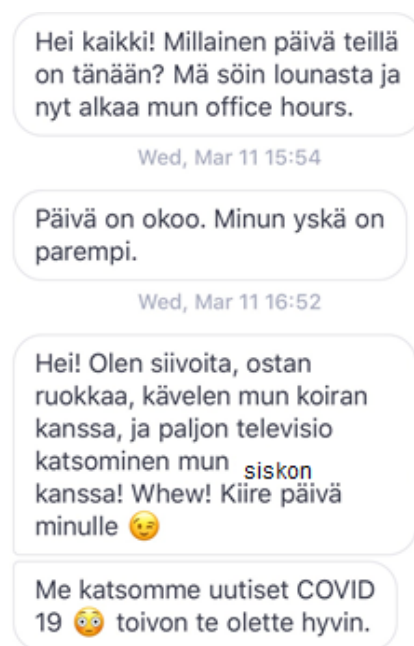 Hei kaikki! Millainen päivä teillä
on tänään? Mä söin lounasta ja
nyt alkaa mun office hours.
Wed, Mar 11 15:54
Päivä on okoo. Minun yskä on
parempi.
Wed, Mar 11 16:52
Hei! Olen siivoita, ostan
ruokkaa, kävelen mun koiran
kanssa, ja paljon televisio
katsominen mun siskon
kanssa! Whew! Kiire päivä
minulle 😉
Me katsomme uutiset COVID
19 😳 toivon te olette hyvin.